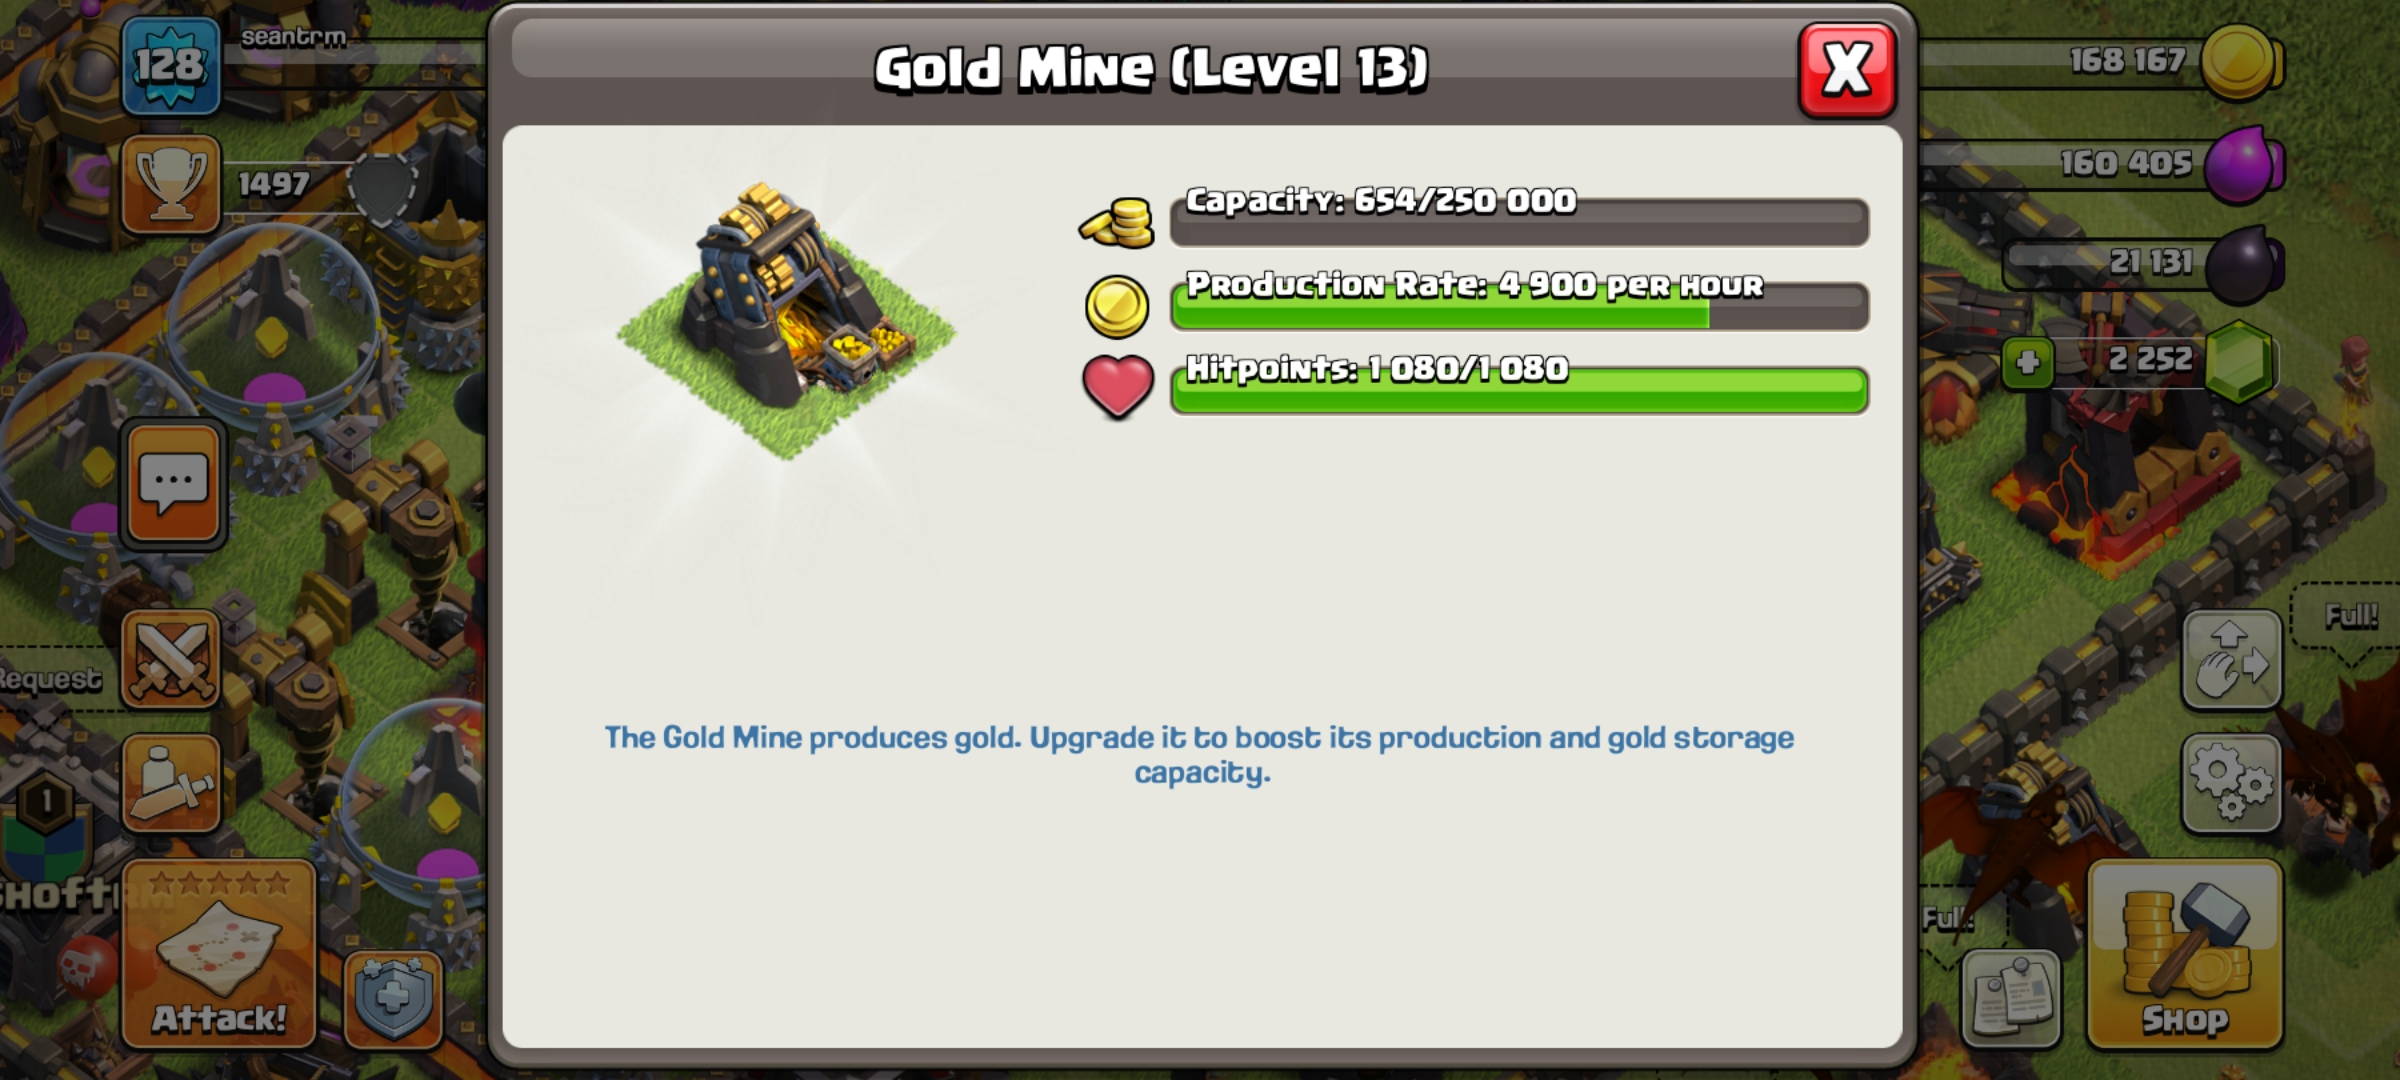 128
seantrm
Gold Mine (Level 13)
X
168 167
1497
160 405
Capacity: 654/250 000
21 131
Production Rate: 4 900 per hour
2 252
Hitpoints: 1 080/1 080
Request
Full!
The Gold Mine produces gold. Upgrade it to boost its production and gold storage
capacity.
1
Full!
Attack!
Shop